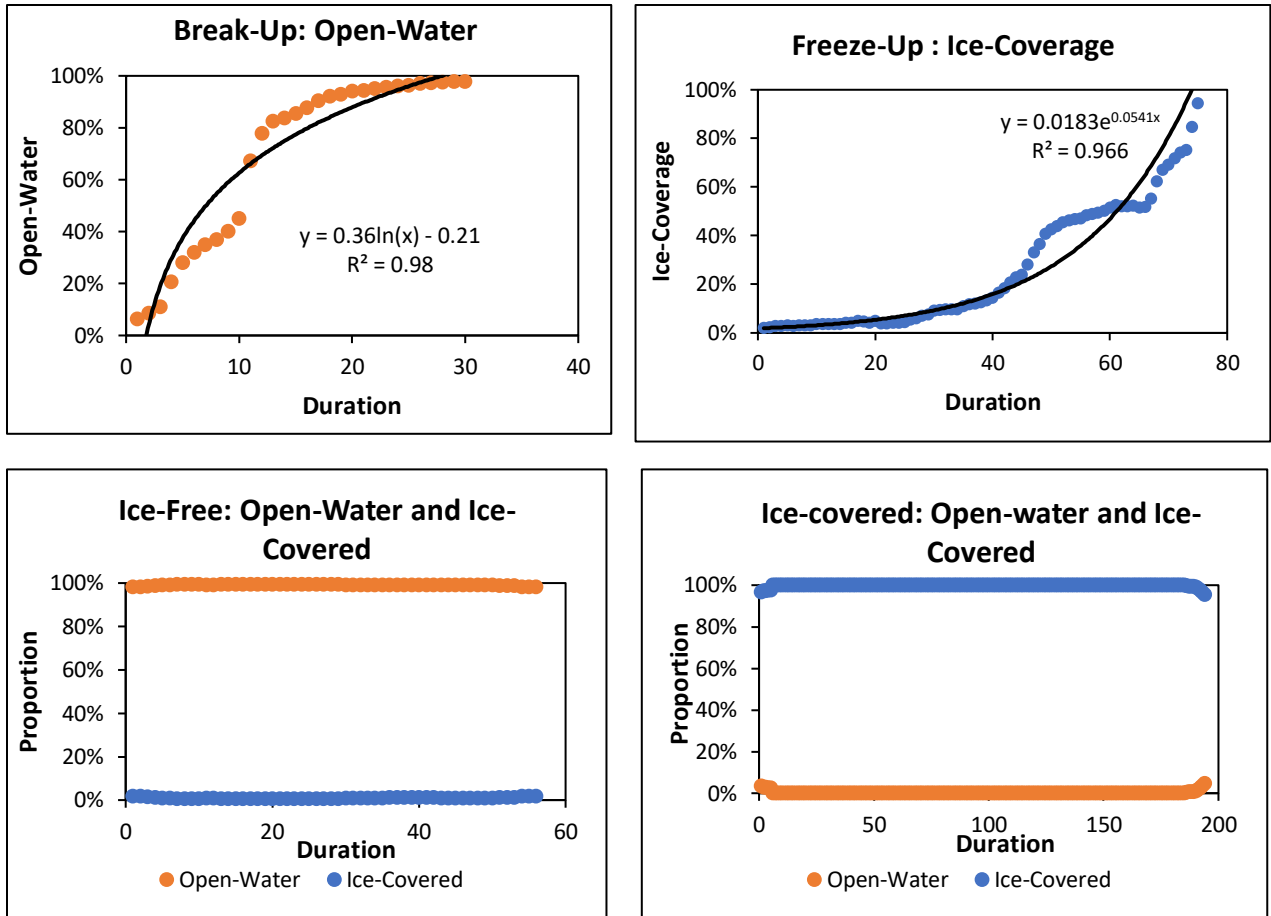 Break-Up: Open-Water
100%
80%
60%
40%
20%
0%
Open-Water
y = 0.36ln(x) - 0.21
R² = 0.98
0 10 20 30 40
Duration
Freeze-Up : Ice-Coverage
100%
80%
60%
40%
20%
0%
Ice-Coverage
y = 0.0183e^0.0541x
R² = 0.966
0 20 40 60 80
Duration
Ice-Free: Open-Water and Ice-
Covered
100%
80%
60%
40%
20%
0%
Proportion
0 20 40 60
Duration
Open-Water Ice-Covered
Ice-covered: Open-water and Ice-
Covered
100%
80%
60%
40%
20%
0%
Proportion
0 50 100 150 200
Duration
Open-Water Ice-Covered